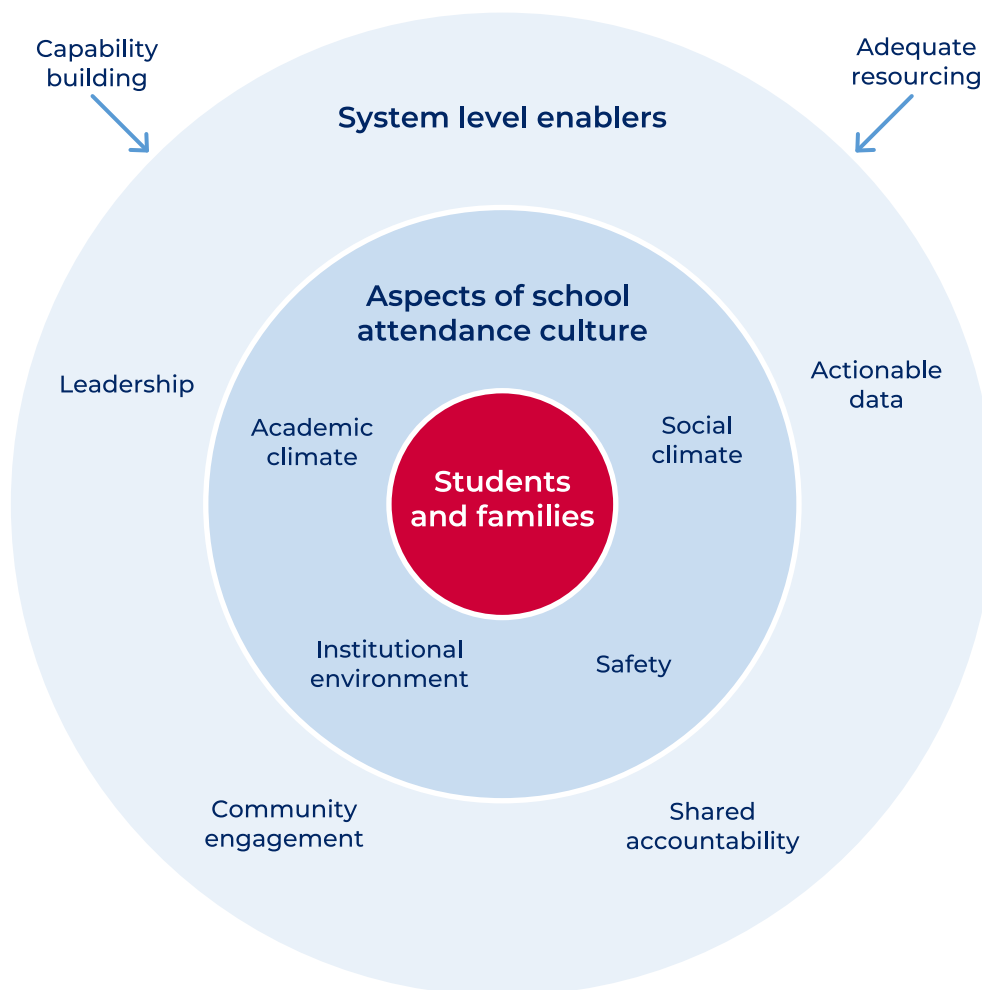 Capability
building
Adequate
resourcing
System level enablers
Aspects of school
attendance culture
Leadership
Actionable
data
Academic
climate
Social
climate
Students
and families
Institutional
environment
Safety
Community
engagement
Shared
accountability